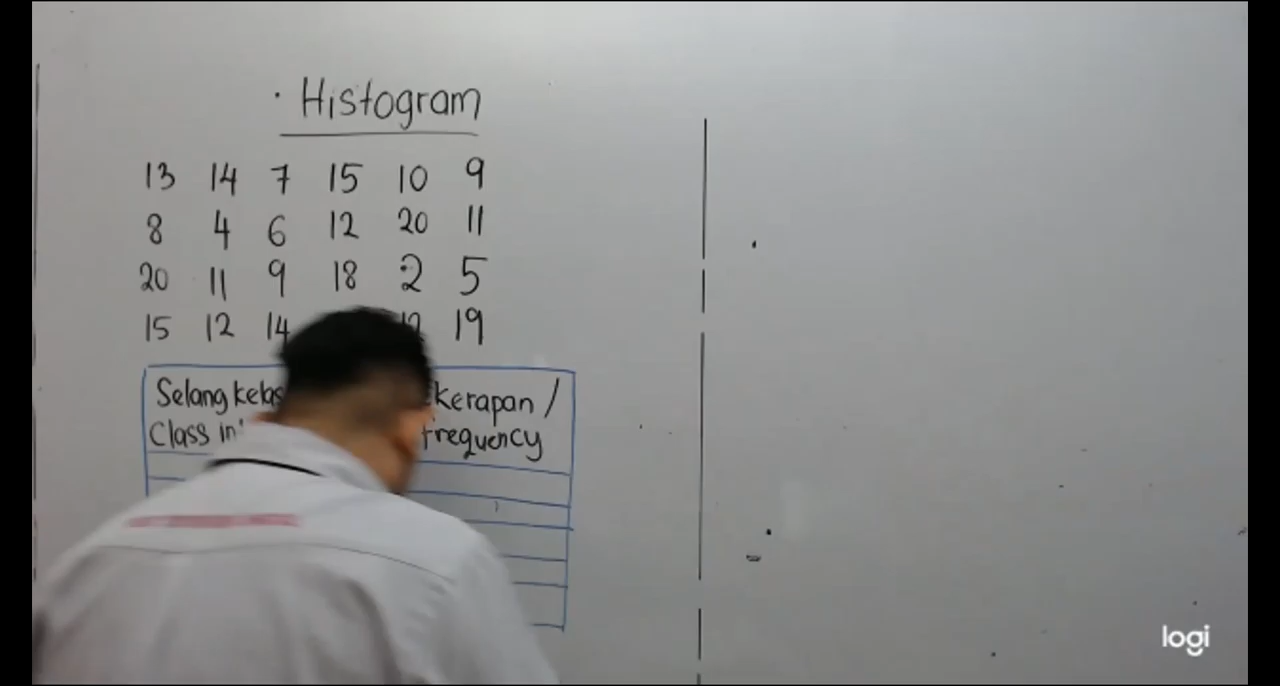 Histogram
13 14 7 15 10 9
8 4 6 12 20 11
20 11 9 18 2 5
15 12 14 19
Selang kelas
Class
kerapan /
frequency
logi